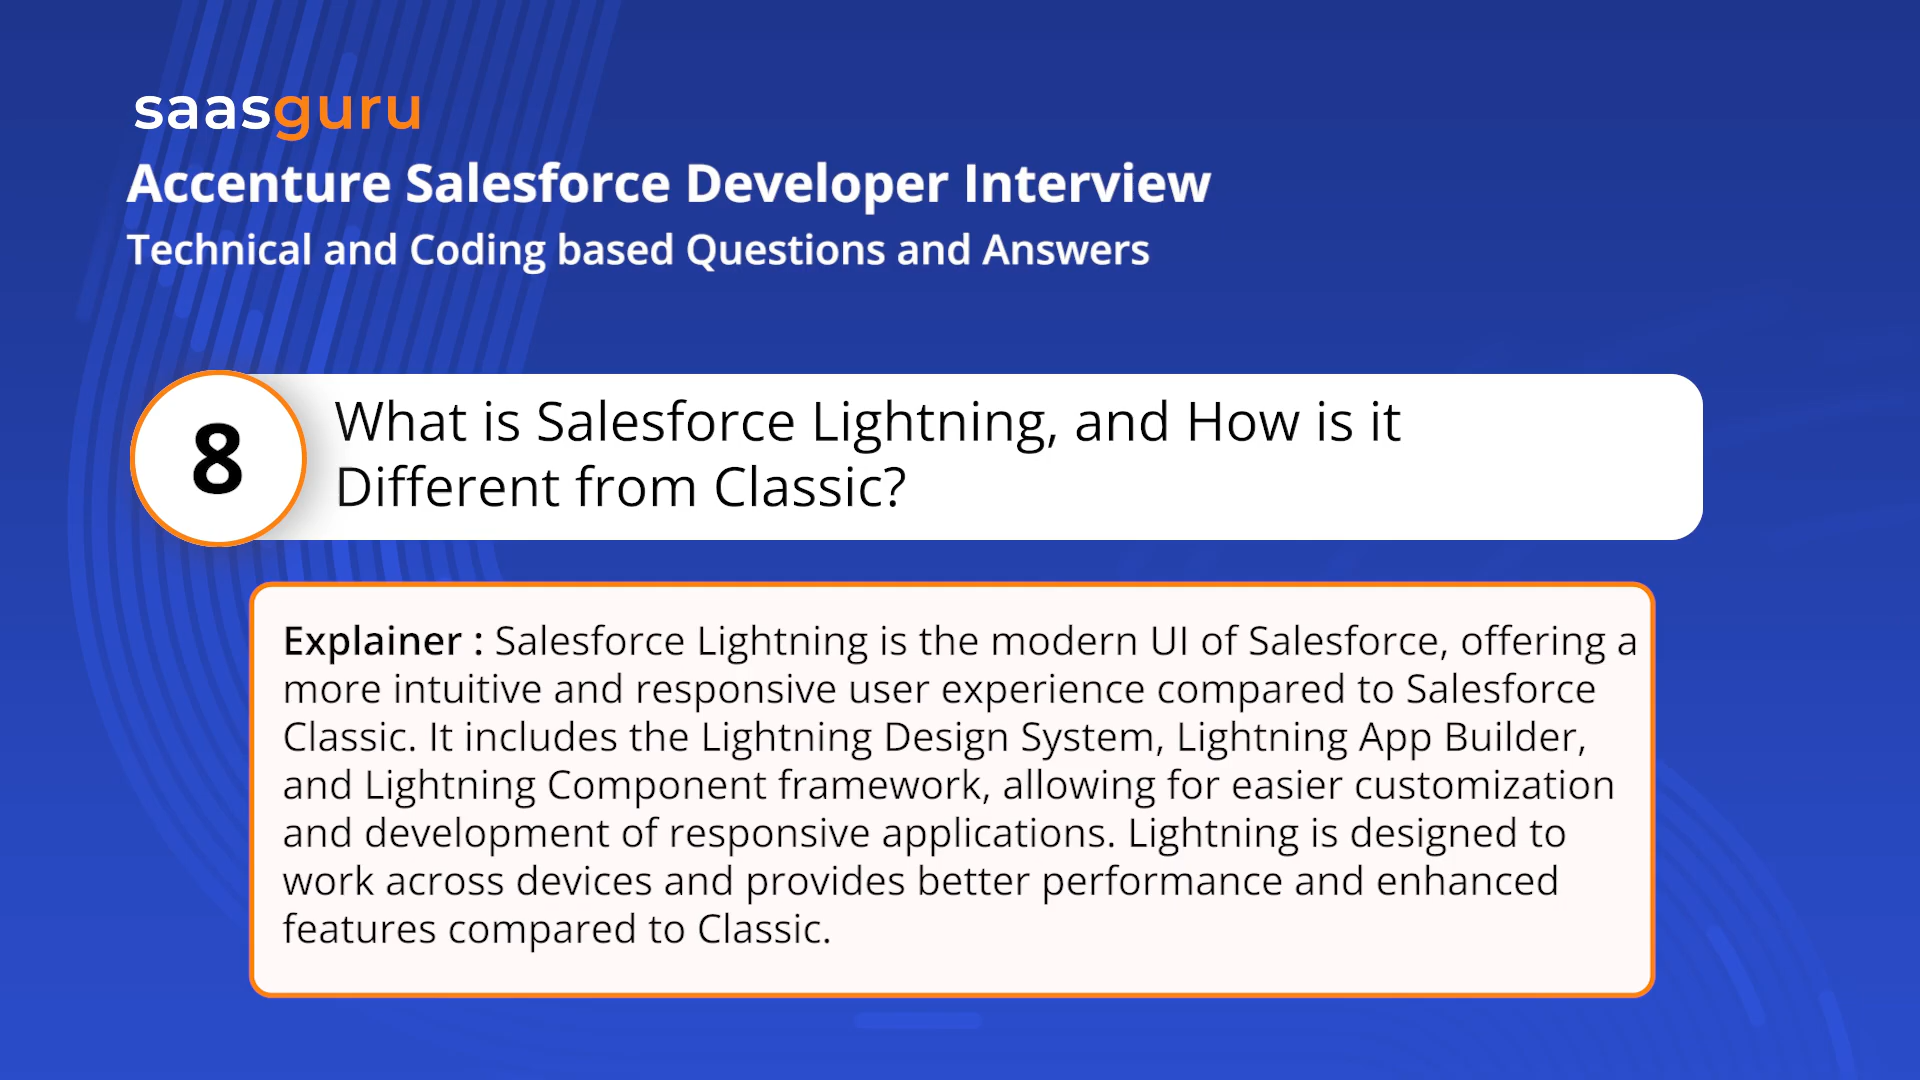 saasguru
Accenture Salesforce Developer Interview
Technical and Coding based Questions and Answers
8
What is Salesforce Lightning, and How is it
Different from Classic?
Explainer : Salesforce Lightning is the modern UI of Salesforce, offering a
more intuitive and responsive user experience compared to Salesforce
Classic. It includes the Lightning Design System, Lightning App Builder,
and Lightning Component framework, allowing for easier customization
and development of responsive applications. Lightning is designed to
work across devices and provides better performance and enhanced
features compared to Classic.